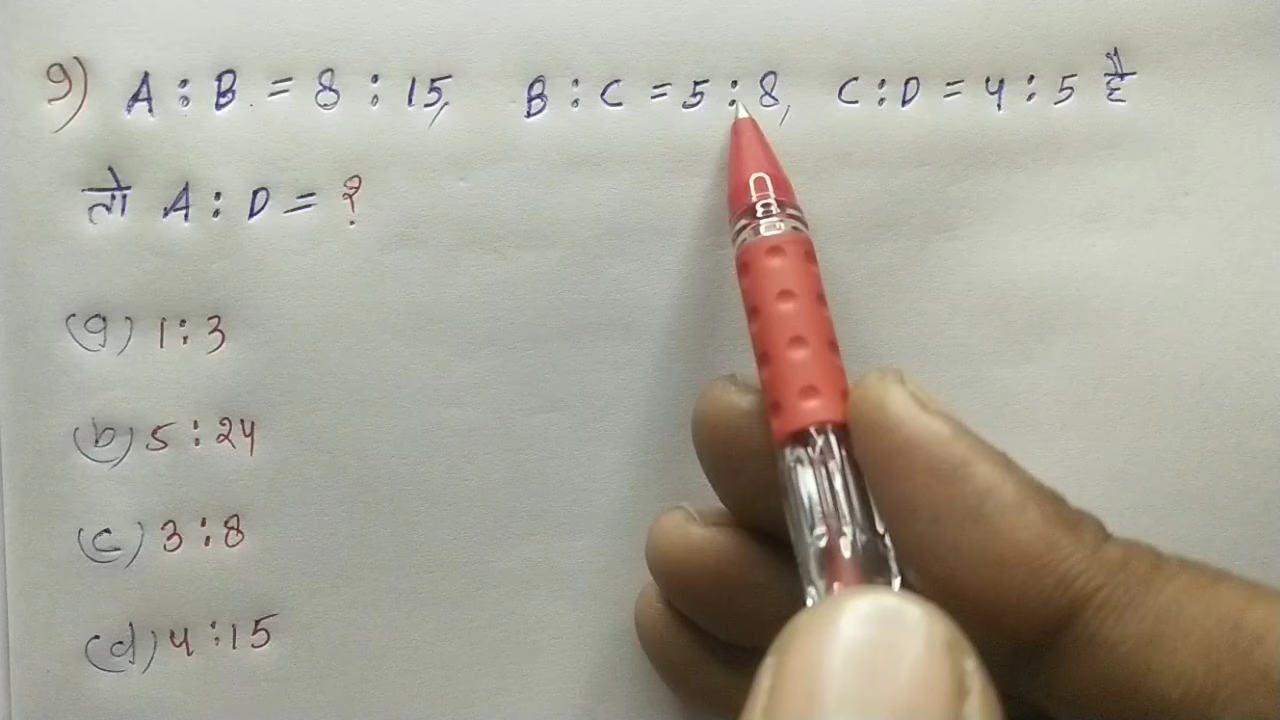 9) A : B = 8 : 15, B : C = 5 : 8, C : D = 4 : 5 है
तो A : D = ?
(a) 1 : 3
(b) 5 : 24
(c) 3 : 8
(d) 4 : 15